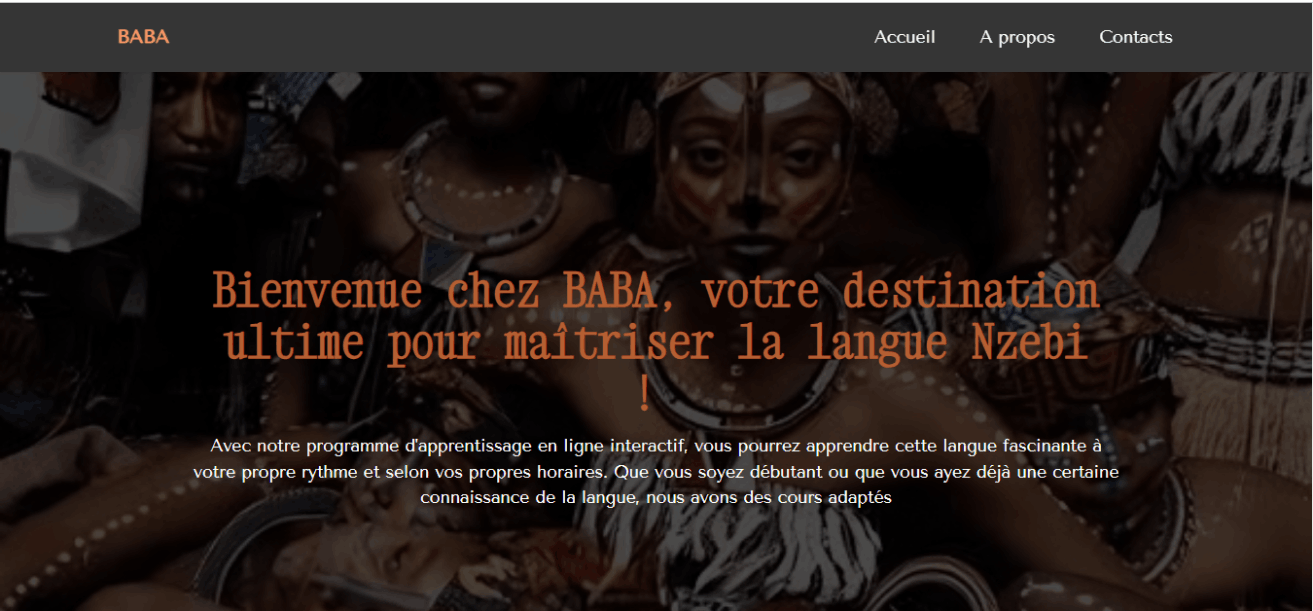 BABA
Accueil
A propos
Contacts
Bienvenue chez BABA, votre destination
ultime pour maîtriser la langue Nzebi
!
Avec notre programme d'apprentissage en ligne interactif, vous pourrez apprendre cette langue fascinante à
votre propre rythme et selon vos propres horaires. Que vous soyez débutant ou que vous ayez déjà une certaine
connaissance de la langue, nous avons des cours adaptés